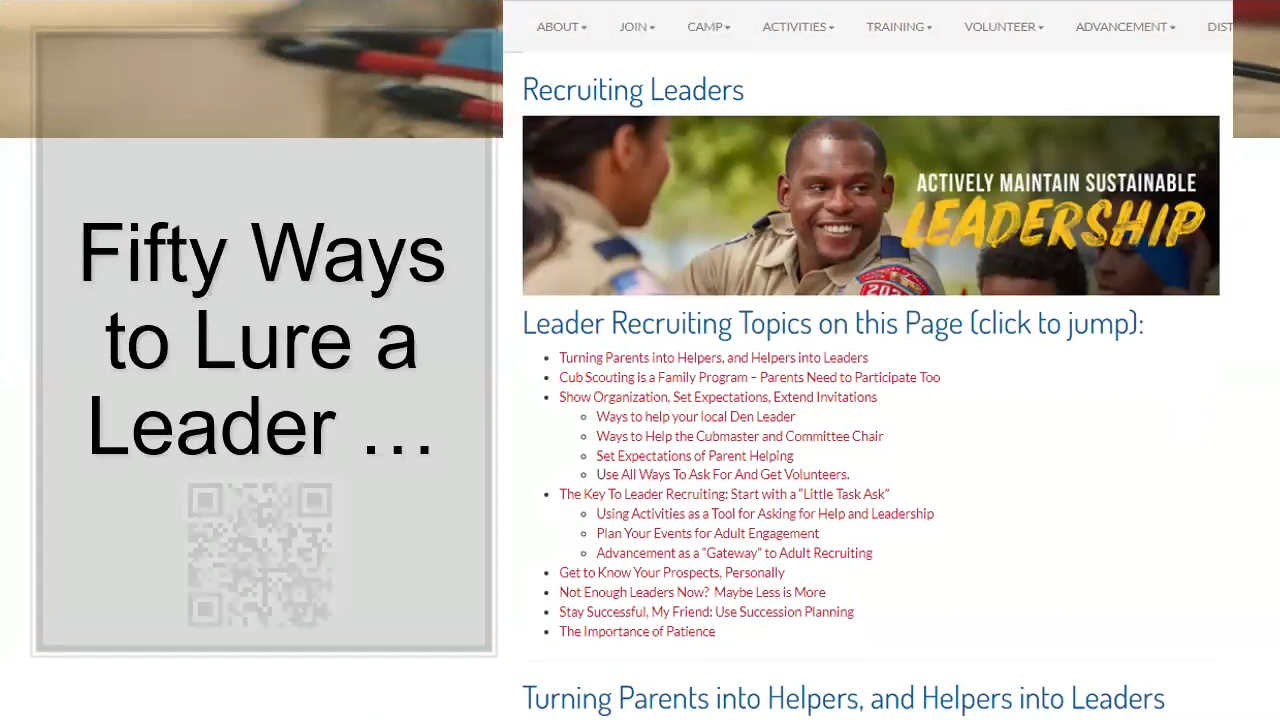 Fifty Ways
to Lure a
Leader …
ABOUT JOIN CAMP ACTIVITIES TRAINING VOLUNTEER ADVANCEMENT DIST
Recruiting Leaders
ACTIVELY MAINTAIN SUSTAINABLE
LEADERSHIP
202
Leader Recruiting Topics on this Page (click to jump):
Turning Parents into Helpers, and Helpers into Leaders
Cub Scouting is a Family Program – Parents Need to Participate Too
Show Organization, Set Expectations, Extend Invitations
Ways to help your local Den Leader
Ways to Help the Cubmaster and Committee Chair
Set Expectations of Parent Helping
Use All Ways To Ask For And Get Volunteers.
The Key To Leader Recruiting: Start with a "Little Task Ask"
Using Activities as a Tool for Asking for Help and Leadership
Plan Your Events for Adult Engagement
Advancement as a "Gateway" to Adult Recruiting
Get to Know Your Prospects, Personally
Not Enough Leaders Now? Maybe Less is More
Stay Successful, My Friend: Use Succession Planning
The Importance of Patience
Turning Parents into Helpers, and Helpers into Leaders